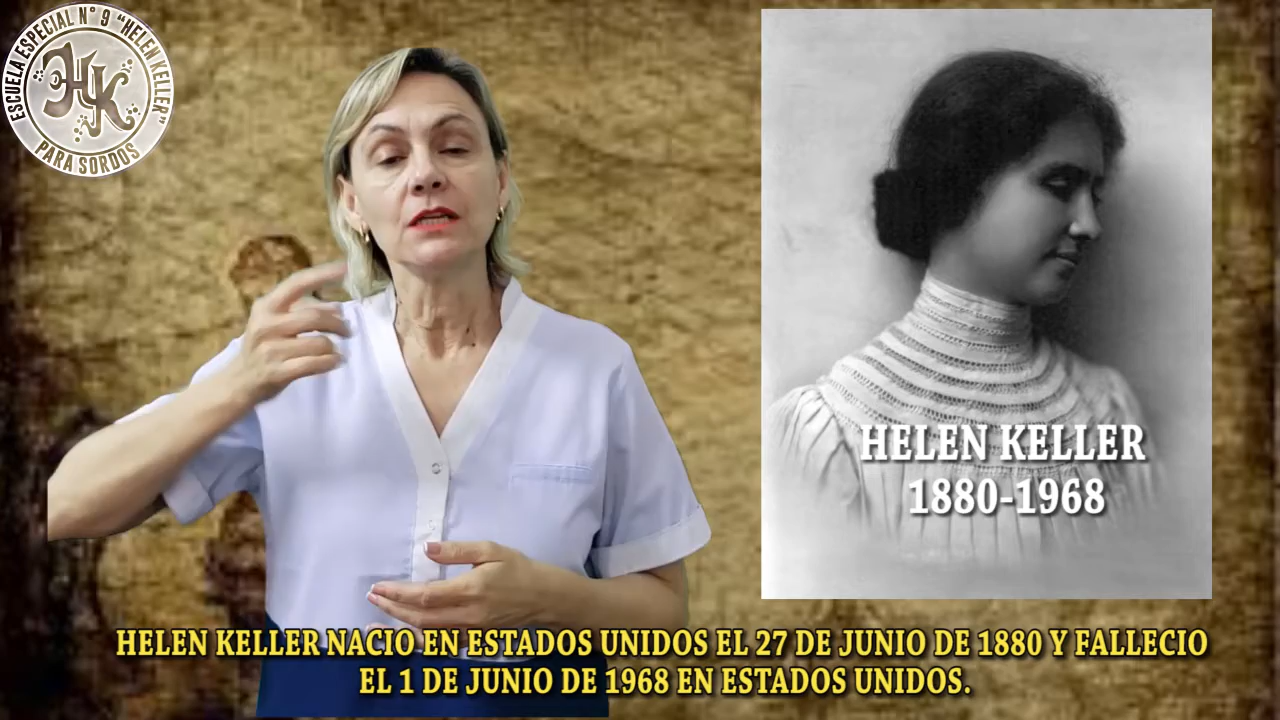 ESCUELA ESPECIAL N° 9 "HELEN KELLER"
HK
PARA SORDOS
HELEN KELLER
1880-1968
HELEN KELLER NACIO EN ESTADOS UNIDOS EL 27 DE JUNIO DE 1880 Y FALLECIO
EL 1 DE JUNIO DE 1968 EN ESTADOS UNIDOS.